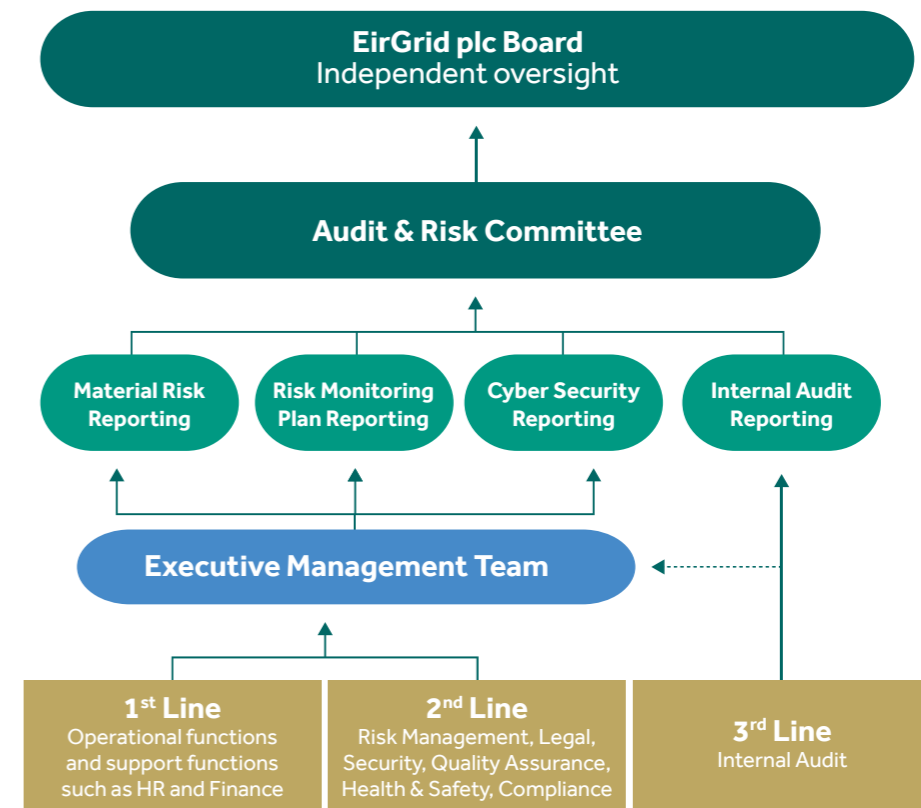 EirGrid plc Board
Independent oversight
Audit & Risk Committee
Material Risk
Reporting
Risk Monitoring
Plan Reporting
Cyber Security
Reporting
Internal Audit
Reporting
Executive Management Team
1st Line
Operational functions
and support functions
such as HR and Finance
2nd Line
Risk Management, Legal,
Security, Quality Assurance,
Health & Safety, Compliance
3rd Line
Internal Audit